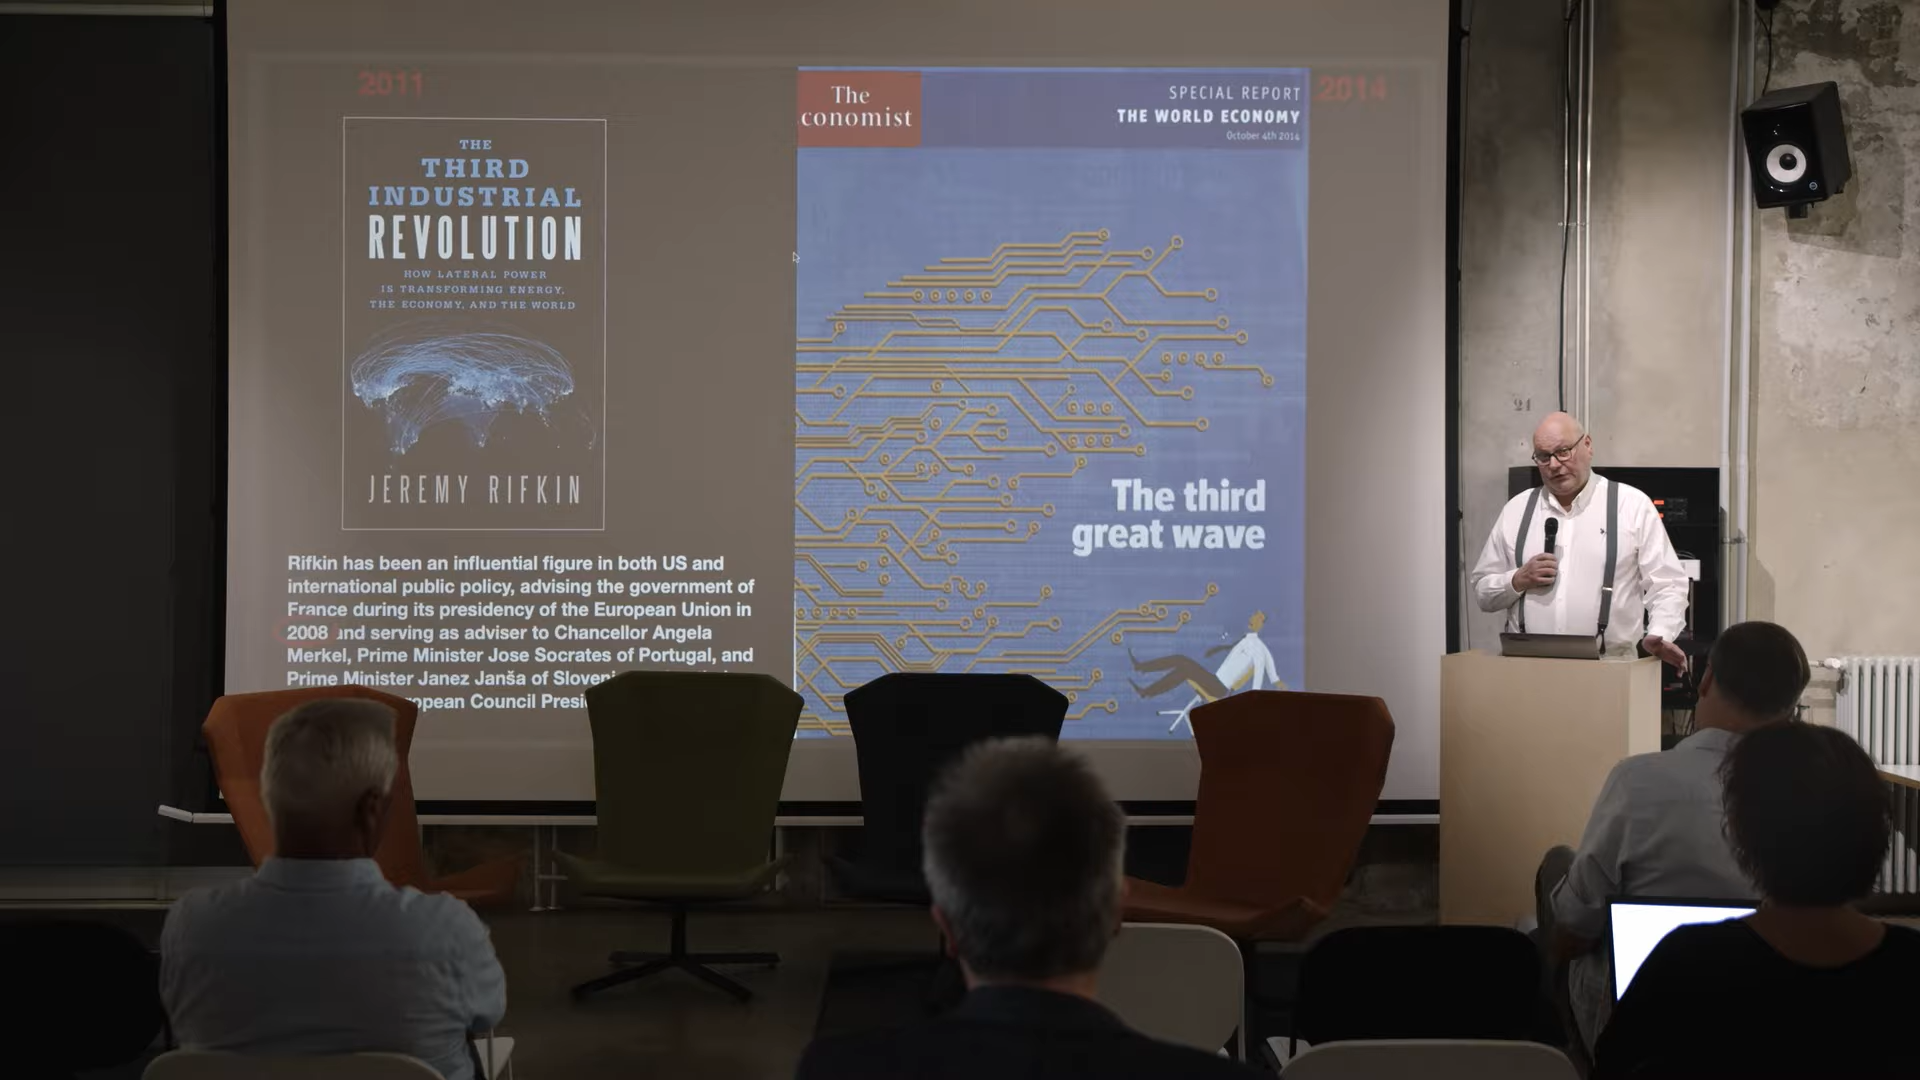 2011
THE
THIRD
INDUSTRIAL
REVOLUTION
HOW LATERAL POWER
IS TRANSFORMING ENERGY,
THE ECONOMY, AND THE WORLD
JEREMY RIFKIN
Rifkin has been an influential figure in both US and
international public policy, advising the government of
France during its presidency of the European Union in
2008 and serving as adviser to Chancellor Angela
Merkel, Prime Minister Jose Socrates of Portugal, and
Prime Minister Janez Janša of
Council
The
conomist
SPECIAL REPORT
THE WORLD ECONOMY
October 4th 2014
2014
The third
great wave
21